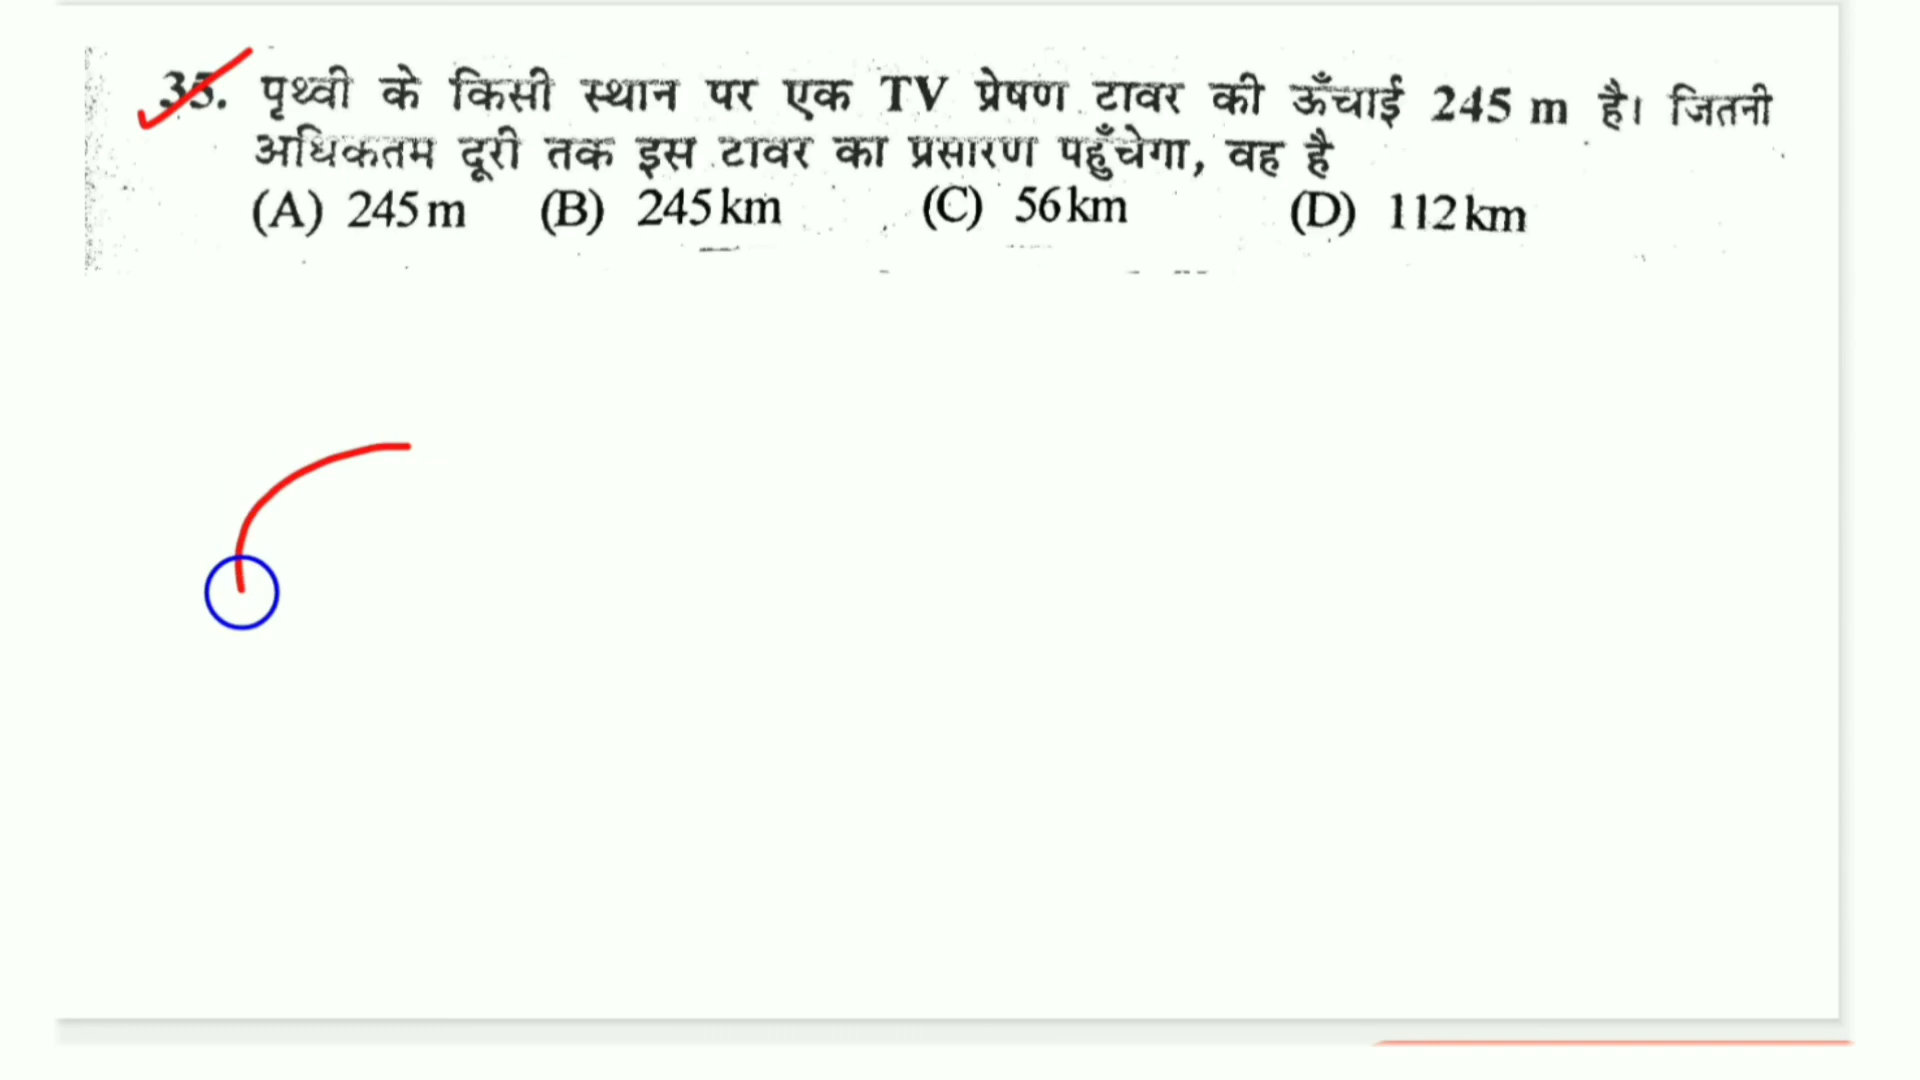 35. पृथ्वी के किसी स्थान पर एक TV प्रेषण टावर की ऊँचाई 245 m है। जितनी
अधिकतम दूरी तक इस टावर का प्रसारण पहुँचेगा, वह है
(A) 245 m (B) 245 km (C) 56 km (D) 112 km